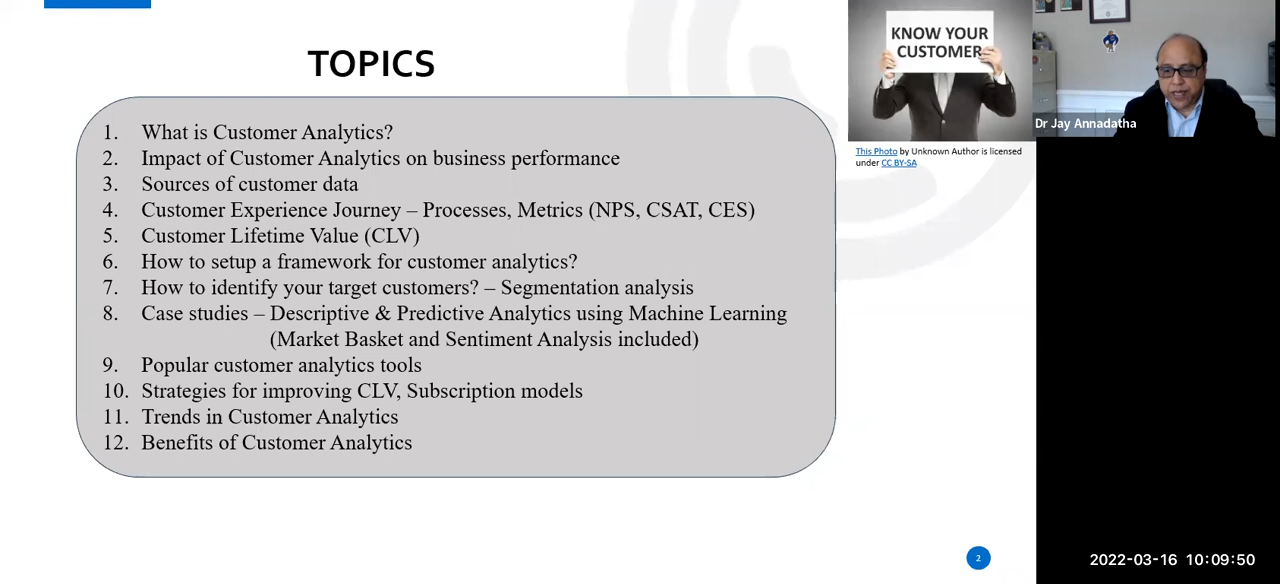 TOPICS
1. What is Customer Analytics?
2. Impact of Customer Analytics on business performance
3. Sources of customer data
4. Customer Experience Journey – Processes, Metrics (NPS, CSAT, CES)
5. Customer Lifetime Value (CLV)
6. How to setup a framework for customer analytics?
7. How to identify your target customers? – Segmentation analysis
8. Case studies – Descriptive & Predictive Analytics using Machine Learning
(Market Basket and Sentiment Analysis included)
9. Popular customer analytics tools
10. Strategies for improving CLV, Subscription models
11. Trends in Customer Analytics
12. Benefits of Customer Analytics
KNOW YOUR
CUSTOMER
This Photo by Unknown Author is licensed
under CC BY-SA
Dr Jay Annadatha
2
2022-03-16 10:09:50